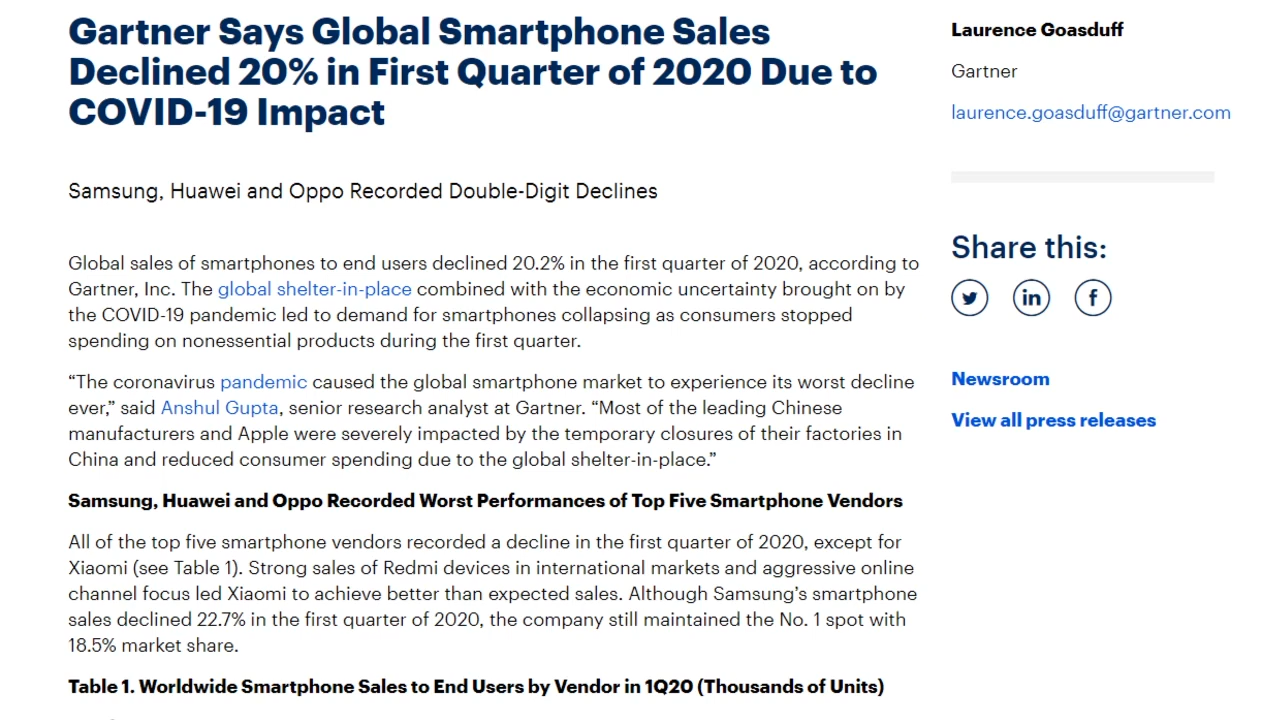 Gartner Says Global Smartphone Sales
Declined 20% in First Quarter of 2020 Due to
COVID-19 Impact
Samsung, Huawei and Oppo Recorded Double-Digit Declines
Global sales of smartphones to end users declined 20.2% in the first quarter of 2020, according to
Gartner, Inc. The global shelter-in-place combined with the economic uncertainty brought on by
the COVID-19 pandemic led to demand for smartphones collapsing as consumers stopped
spending on nonessential products during the first quarter.
“The coronavirus pandemic caused the global smartphone market to experience its worst decline
ever,” said Anshul Gupta, senior research analyst at Gartner. “Most of the leading Chinese
manufacturers and Apple were severely impacted by the temporary closures of their factories in
China and reduced consumer spending due to the global shelter-in-place.”
Samsung, Huawei and Oppo Recorded Worst Performances of Top Five Smartphone Vendors
All of the top five smartphone vendors recorded a decline in the first quarter of 2020, except for
Xiaomi (see Table 1). Strong sales of Redmi devices in international markets and aggressive online
channel focus led Xiaomi to achieve better than expected sales. Although Samsung’s smartphone
sales declined 22.7% in the first quarter of 2020, the company still maintained the No. 1 spot with
18.5% market share.
Table 1. Worldwide Smartphone Sales to End Users by Vendor in 1Q20 (Thousands of Units)
Laurence Goasduff
Gartner
laurence.goasduff@gartner.com
Share this:
in f
Newsroom
View all press releases